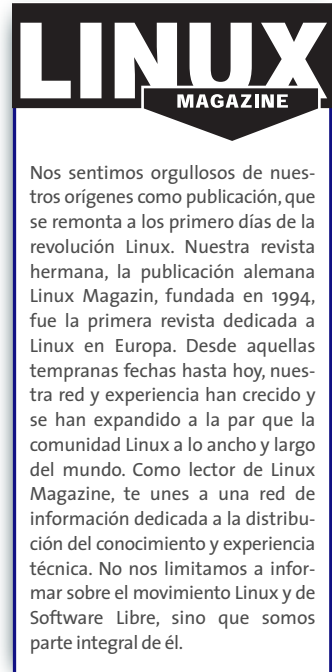 LINUX
MAGAZINE
Nos sentimos orgullosos de nues-
tros orígenes como publicación, que
se remonta a los primero días de la
revolución Linux. Nuestra revista
hermana, la publicación alemana
Linux Magazin, fundada en 1994,
fue la primera revista dedicada a
Linux en Europa. Desde aquellas
tempranas fechas hasta hoy, nues-
tra red y experiencia han crecido y
se han expandido a la par que la
comunidad Linux a lo ancho y largo
del mundo. Como lector de Linux
Magazine, te unes a una red de
información dedicada a la distribu-
ción del conocimiento y experiencia
técnica. No nos limitamos a infor-
mar sobre el movimiento Linux y de
Software Libre, sino que somos
parte integral de él.